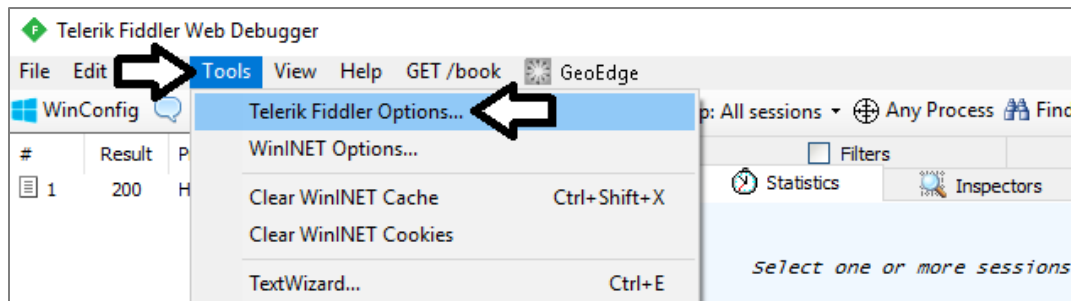 Telerik Fiddler Web Debugger
File Edit Tools View Help GET /book GeoEdge
WinConfig Telerik Fiddler Options... p: All sessions Any Process Find
WinINET Options...
# Result P Filters
1 200 H Clear WinINET Cache Ctrl+Shift+X Statistics Inspectors
Clear WinINET Cookies
TextWizard... Ctrl+E Select one or more sessions